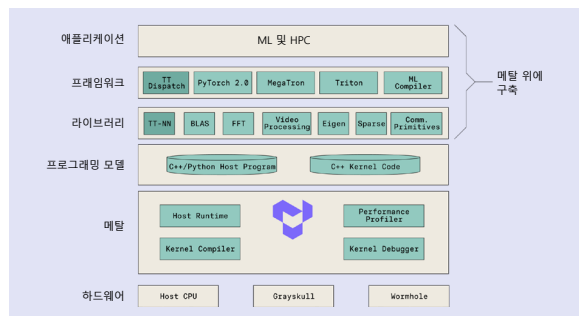 애플리케이션
ML 및 HPC
프래임워크
TT
Dispatch
PyTorch 2.0
MegaTron
Triton
ML
Compiler
메탈 위에
구축
라이브러리
TT-NN
BLAS
FFT
Video
Processing
Eigen
Sparse
Comm.
Primitives
프로그래밍 모델
C++/Python Host Program
C++ Kernel Code
메탈
Host Runtime
Performance
Profiler
Kernel Compiler
Kernel Debugger
하드웨어
Host CPU
Grayskull
Wormhole